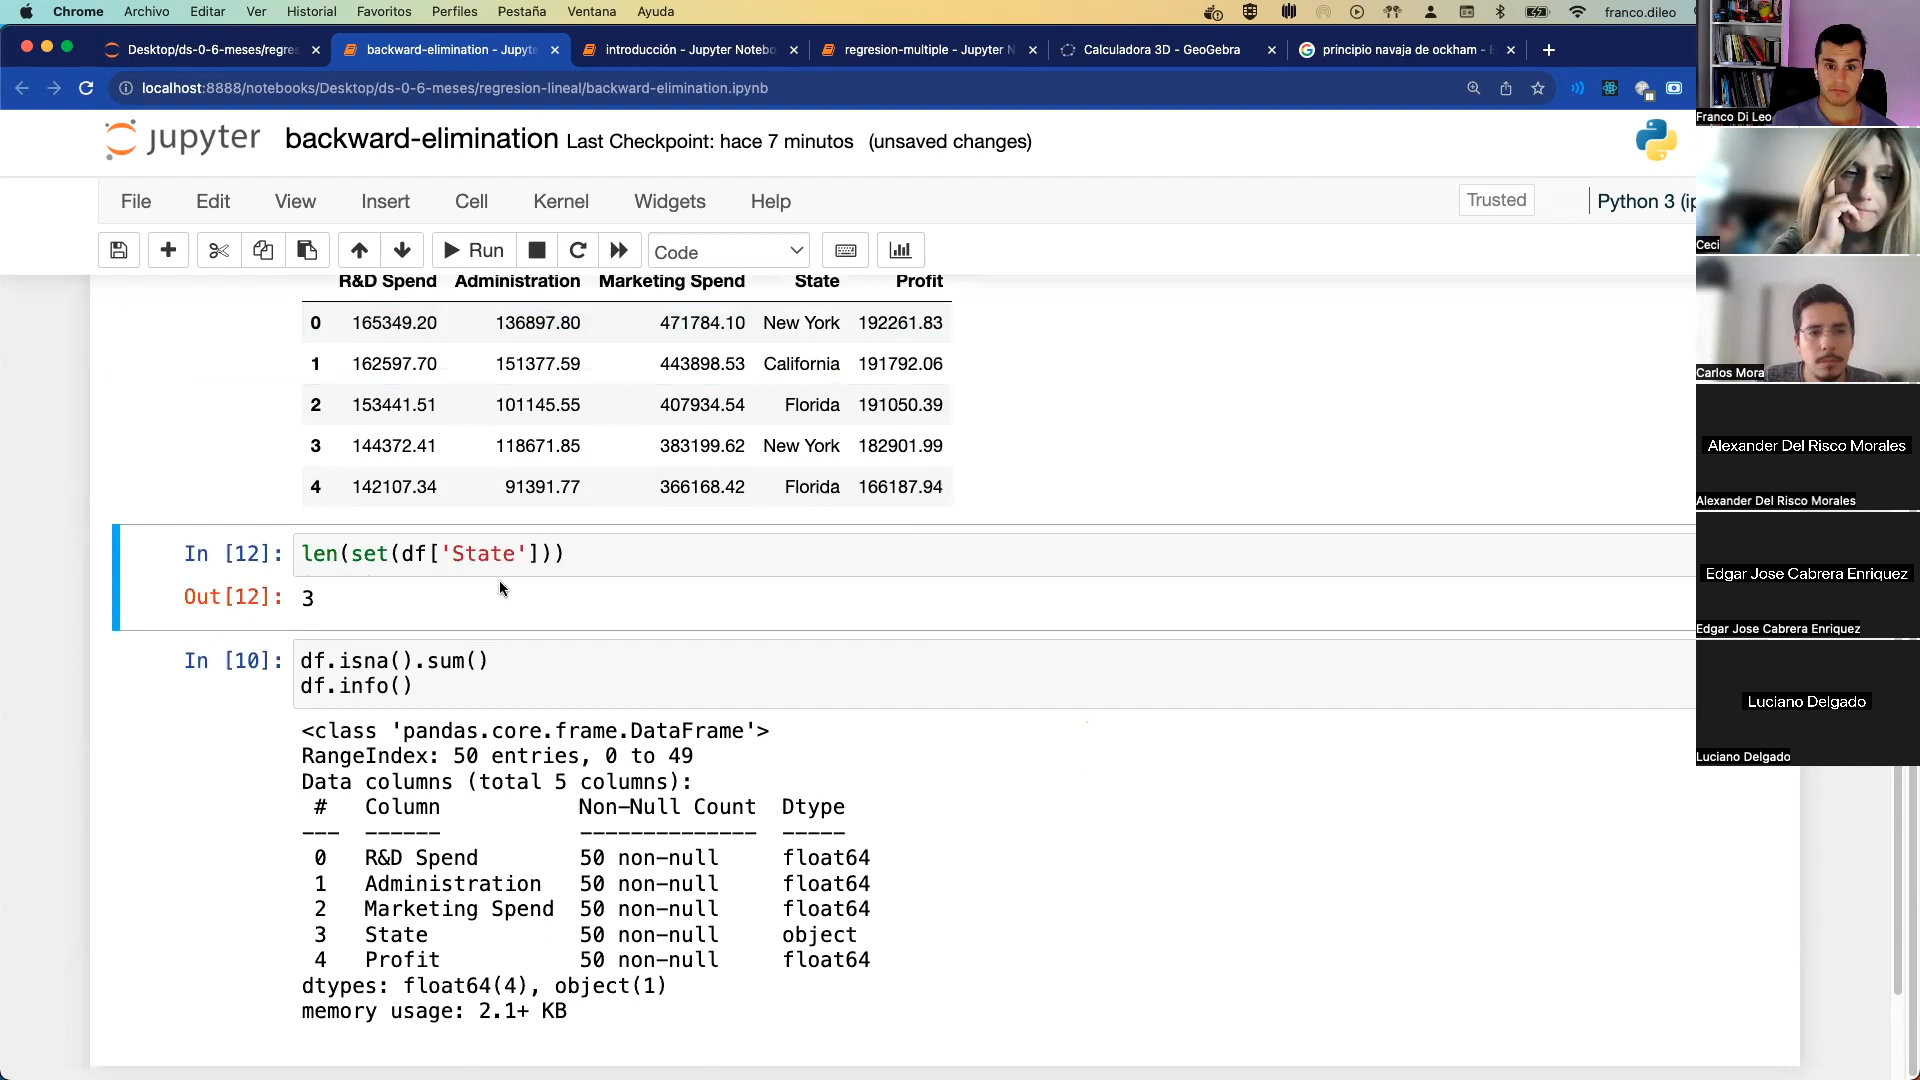 Chrome Archivo Editar Ver Historial Favoritos Perfiles Pestaña Ventana Ayuda franco.dileo
Desktop/ds-0-6-meses/regres backward-elimination - Jupyte introducción - Jupyter Notebo regresion-multiple - Jupyter N Calculadora 3D - GeoGebra principio navaja de ockham -
localhost:8888/notebooks/Desktop/ds-0-6-meses/regresion-lineal/backward-elimination.ipynb
jupyter backward-elimination Last Checkpoint: hace 7 minutos (unsaved changes)
File Edit View Insert Cell Kernel Widgets Help Trusted Python 3 (ip
Run Code
R&D Spend Administration Marketing Spend State Profit
0 165349.20 136897.80 471784.10 New York 192261.83
1 162597.70 151377.59 443898.53 California 191792.06
2 153441.51 101145.55 407934.54 Florida 191050.39
3 144372.41 118671.85 383199.62 New York 182901.99
4 142107.34 91391.77 366168.42 Florida 166187.94
In [12]: len(set(df['State']))
Out[12]: 3
In [10]: df.isna().sum()
df.info()
<class 'pandas.core.frame.DataFrame'>
RangeIndex: 50 entries, 0 to 49
Data columns (total 5 columns):
# Column Non-Null Count Dtype
--- ------ -------------- -----
0 R&D Spend 50 non-null float64
1 Administration 50 non-null float64
2 Marketing Spend 50 non-null float64
3 State 50 non-null object
4 Profit 50 non-null float64
dtypes: float64(4), object(1)
memory usage: 2.1+ KB
Franco Di Leo
Ceci
Carlos Mora
Alexander Del Risco Morales
Alexander Del Risco Morales
Edgar Jose Cabrera Enriquez
Edgar Jose Cabrera Enriquez
Luciano Delgado
Luciano Delgado